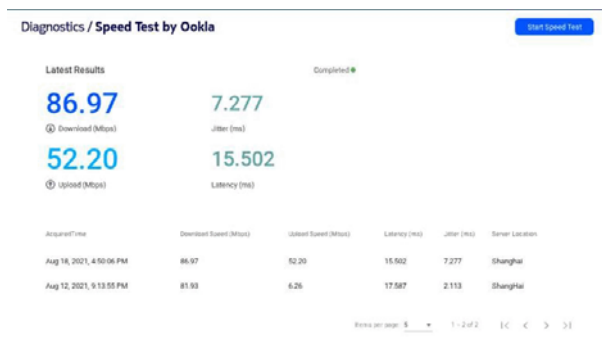 Diagnostics / Speed Test by Ookla
Start Speed Test
Latest Results
Completed
86.97
7.277
Download (Mbps)
Jitter (ms)
52.20
15.502
Upload (Mbps)
Latency (ms)
AcquiredTime Download Speed (Mbps) Upload Speed (Mbps) Latency (ms) Jitter (ms) Server Location
Aug 18, 2021, 4:50:06 PM 86.97 52.20 15.502 7.277 Shanghai
Aug 12, 2021, 9:13:55 PM 81.93 6.26 17.587 2.113 ShangHai
Items per page: 5 1 - 2 of 2